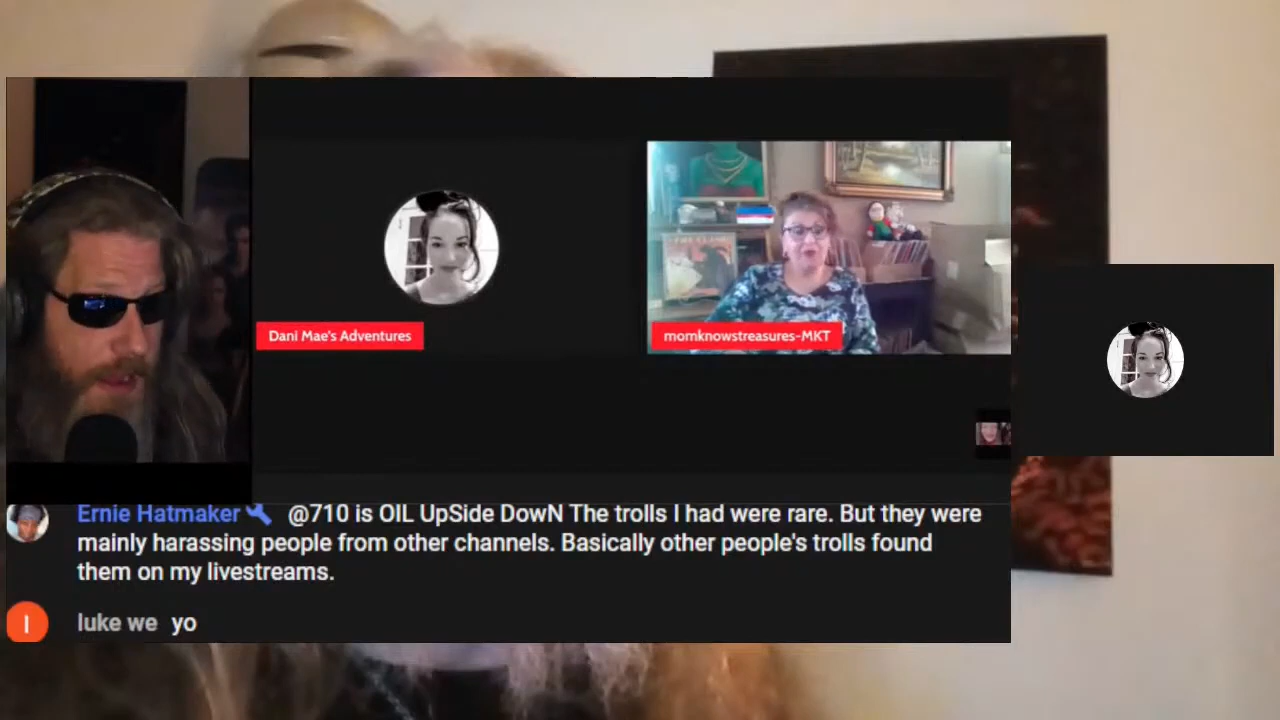 Dani Mae's Adventures
momknowstreasures-MKT
Ernie Hatmaker @710 is OIL UpSide DowN The trolls I had were rare. But they were
mainly harassing people from other channels. Basically other people's trolls found
them on my livestreams.
l luke we yo